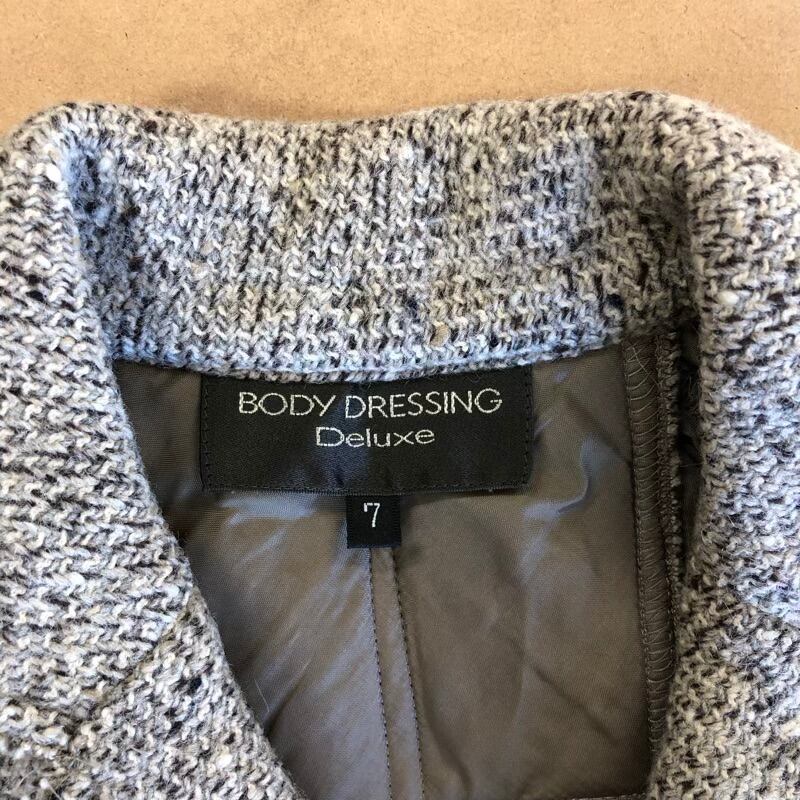 BODY DRESSING
Deluxe
7